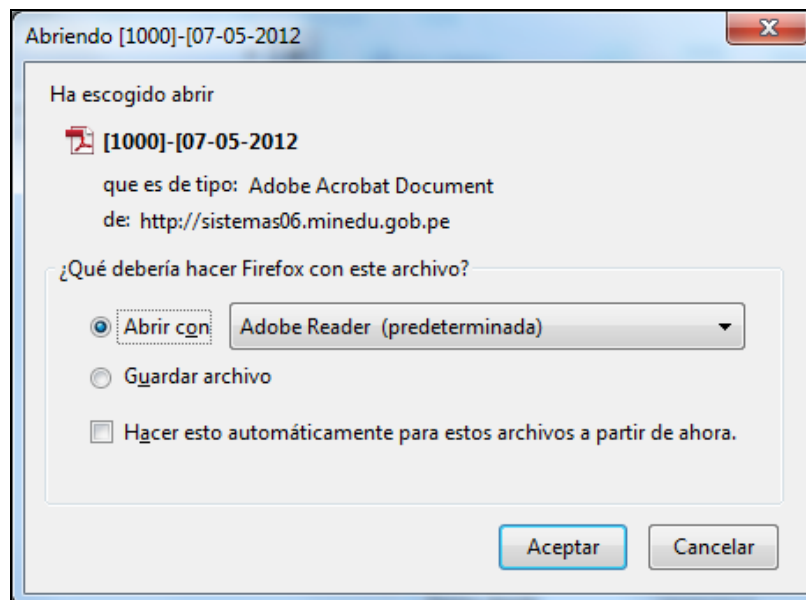 Abriendo [1000]-[07-05-2012
Ha escogido abrir
[1000]-[07-05-2012
que es de tipo: Adobe Acrobat Document
de: http://sistemas06.minedu.gob.pe
¿Qué debería hacer Firefox con este archivo?
Abrir con Adobe Reader (predeterminada)
Guardar archivo
Hacer esto automáticamente para estos archivos a partir de ahora.
Aceptar Cancelar